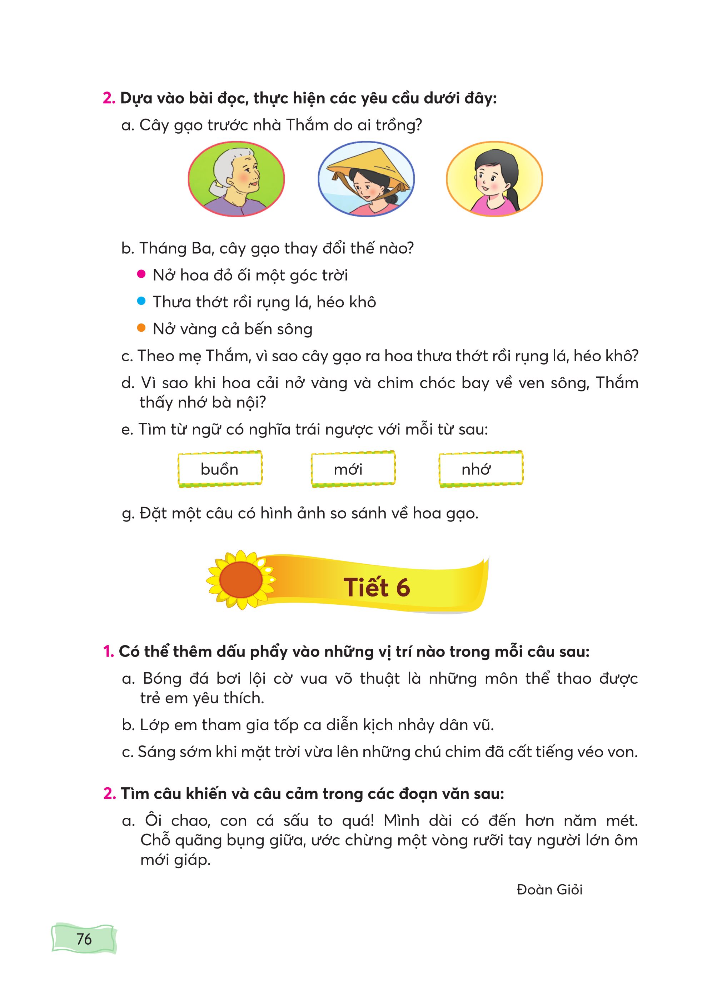 2. Dựa vào bài đọc, thực hiện các yêu cầu dưới đây:
a. Cây gạo trước nhà Thắm do ai trồng?
b. Tháng Ba, cây gạo thay đổi thế nào?
● Nở hoa đỏ ối một góc trời
● Thưa thớt rồi rụng lá, héo khô
● Nở vàng cả bến sông
c. Theo mẹ Thắm, vì sao cây gạo ra hoa thưa thớt rồi rụng lá, héo khô?
d. Vì sao khi hoa cải nở vàng và chim chóc bay về ven sông, Thắm
thấy nhớ bà nội?
e. Tìm từ ngữ có nghĩa trái ngược với mỗi từ sau:
buồn mới nhớ
g. Đặt một câu có hình ảnh so sánh về hoa gạo.
Tiết 6
1. Có thể thêm dấu phẩy vào những vị trí nào trong mỗi câu sau:
a. Bóng đá bơi lội cờ vua võ thuật là những môn thể thao được
trẻ em yêu thích.
b. Lớp em tham gia tốp ca diễn kịch nhảy dân vũ.
c. Sáng sớm khi mặt trời vừa lên những chú chim đã cất tiếng véo von.
2. Tìm câu khiến và câu cảm trong các đoạn văn sau:
a. Ôi chao, con cá sấu to quá! Mình dài có đến hơn năm mét.
Chỗ quãng bụng giữa, ước chừng một vòng rưỡi tay người lớn ôm
mới giáp.
Đoàn Giỏi
76